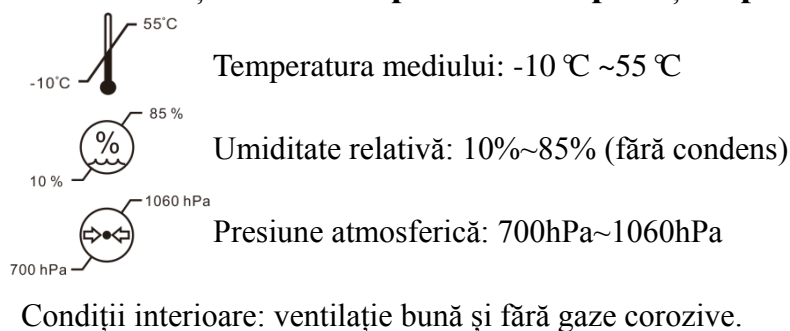 55°C
-10°C
Temperatura mediului: -10 ℃ ~55 ℃
85 %
%
10 %
Umiditate relativă: 10%~85% (fără condens)
1060 hPa
700 hPa
Presiune atmosferică: 700hPa~1060hPa
Condiții interioare: ventilație bună și fără gaze corozive.